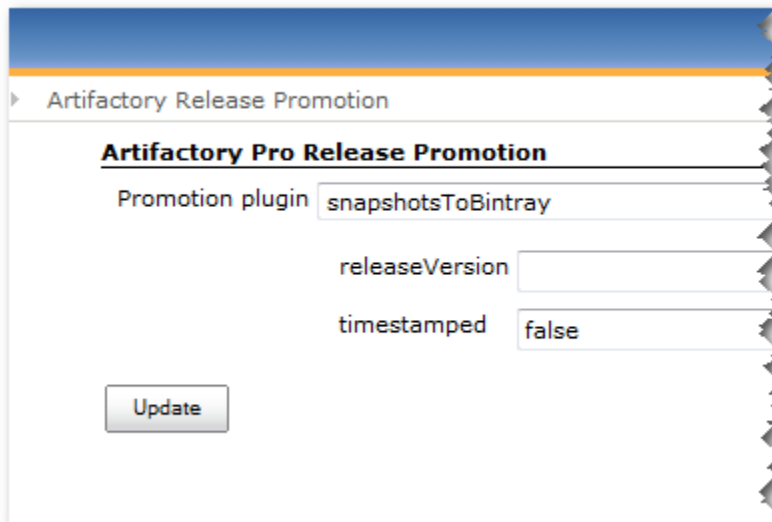 Artifactory Release Promotion
Artifactory Pro Release Promotion
Promotion plugin snapshotsToBintray
releaseVersion
timestamped false
Update